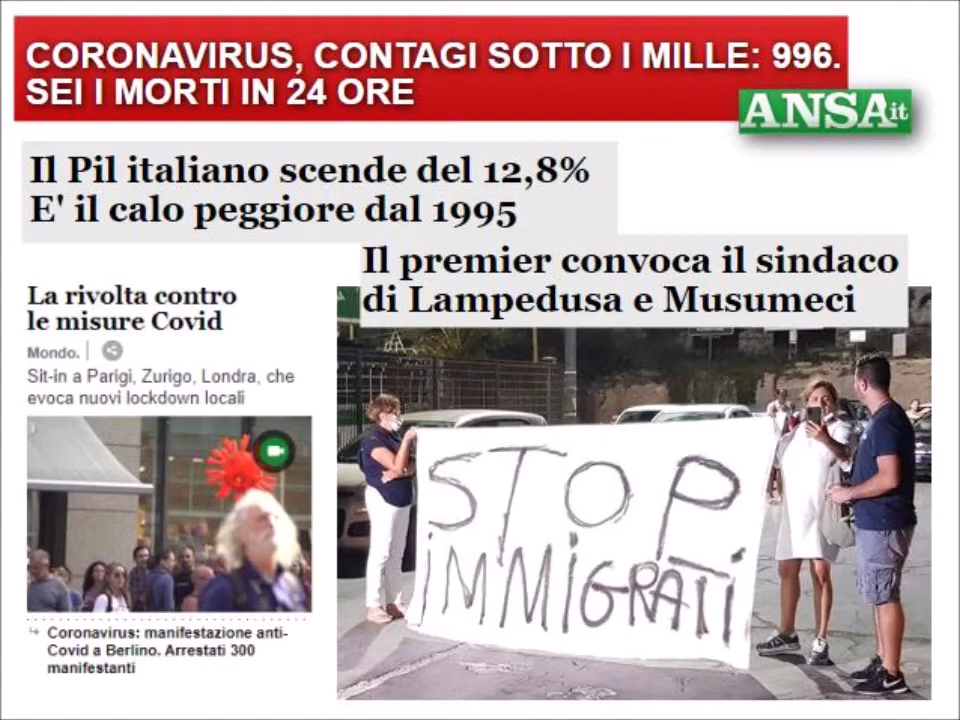 CORONAVIRUS, CONTAGI SOTTO I MILLE: 996.
SEI I MORTI IN 24 ORE
ANSA it
Il Pil italiano scende del 12,8%
E' il calo peggiore dal 1995
Il premier convoca il sindaco
di Lampedusa e Musumeci
La rivolta contro
le misure Covid
Mondo.
Sit-in a Parigi, Zurigo, Londra, che
evoca nuovi lockdown locali
STOP
IMMIGRATI
Coronavirus: manifestazione anti-
Covid a Berlino. Arrestati 300
manifestanti